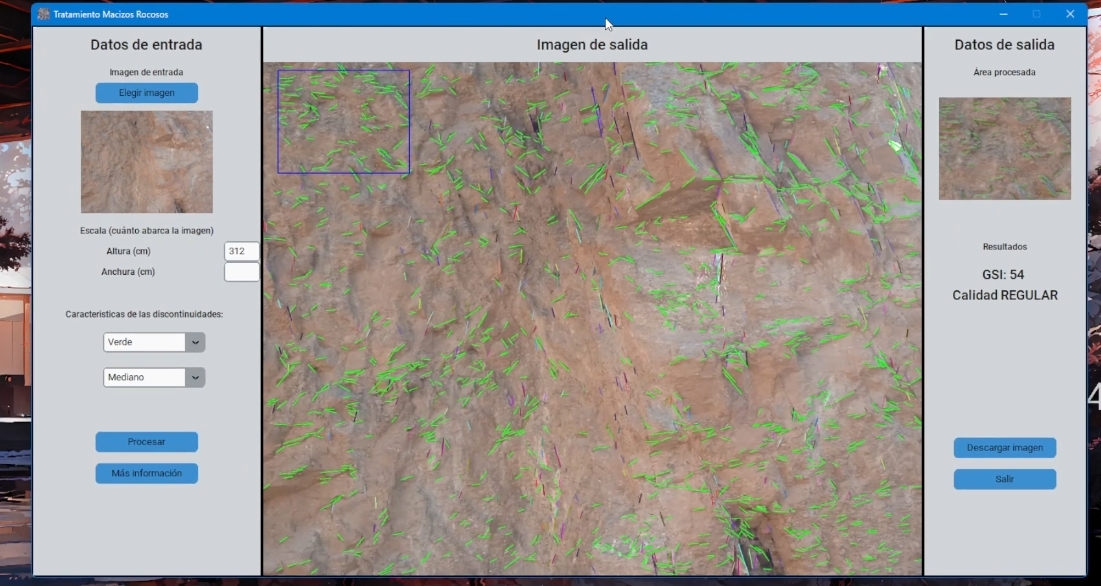 Tratamiento Macizos Rocosos
Datos de entrada
Imagen de entrada
Elegir imagen
Escala (cuánto abarca la imagen)
Altura (cm)
312
Anchura (cm)
Características de las discontinuidades:
Verde
Mediano
Procesar
Más información
Imagen de salida
Datos de salida
Área procesada
Resultados
GSI: 54
Calidad REGULAR
Descargar imagen
Salir
4